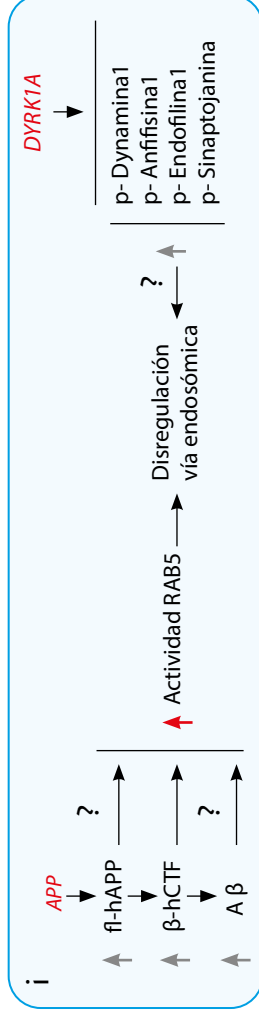 i
APP
fl-hAPP
?
β-hCTF
A β
?
Actividad RAB5
Disregulación
vía endosómica
?
DYRK1A
p- Dynamina1
p- Anfifisina1
p- Endofilina1
p- Sinaptojanina